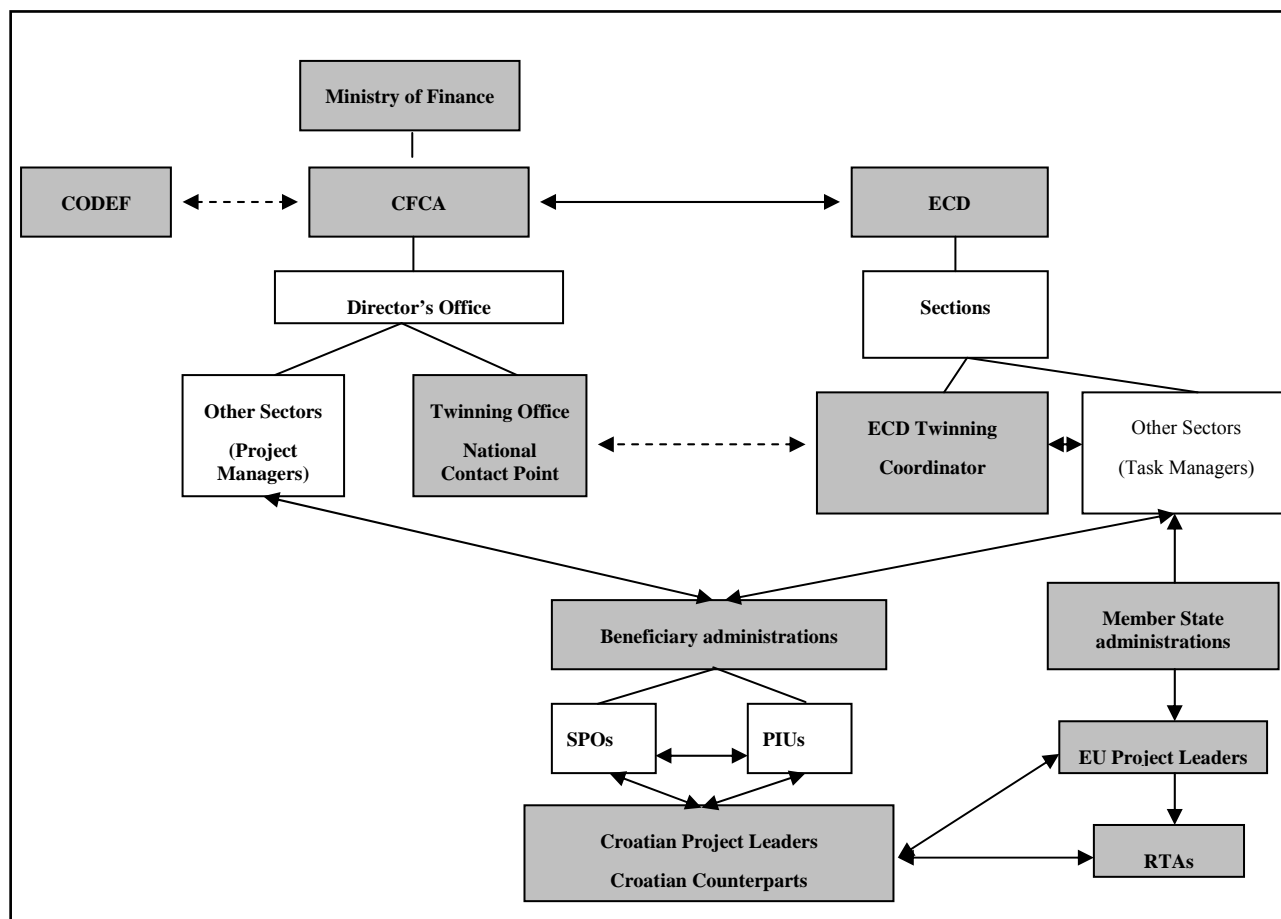 Ministry of Finance
CODEF
CFCA
ECD
Director’s Office
Sections
Other Sectors
(Project
Managers)
Twinning Office
National
Contact Point
ECD Twinning
Coordinator
Other Sectors
(Task Managers)
Beneficiary administrations
Member State
administrations
SPOs
PIUs
EU Project Leaders
Croatian Project Leaders
Croatian Counterparts
RTAs